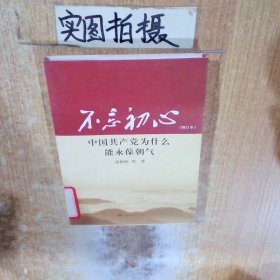 实图拍摄
不忘初心
（修订本）
中国共产党为什么
能永葆朝气